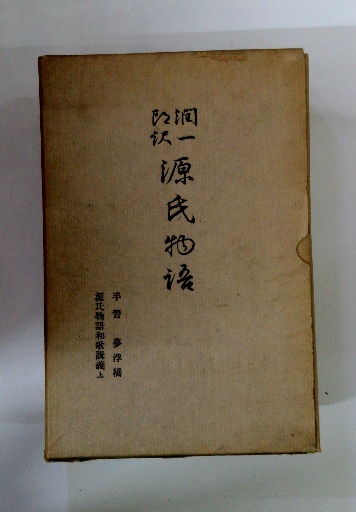 潤一
郎訳
源氏物語
手習 夢浮橋
源氏物語和歌講義上